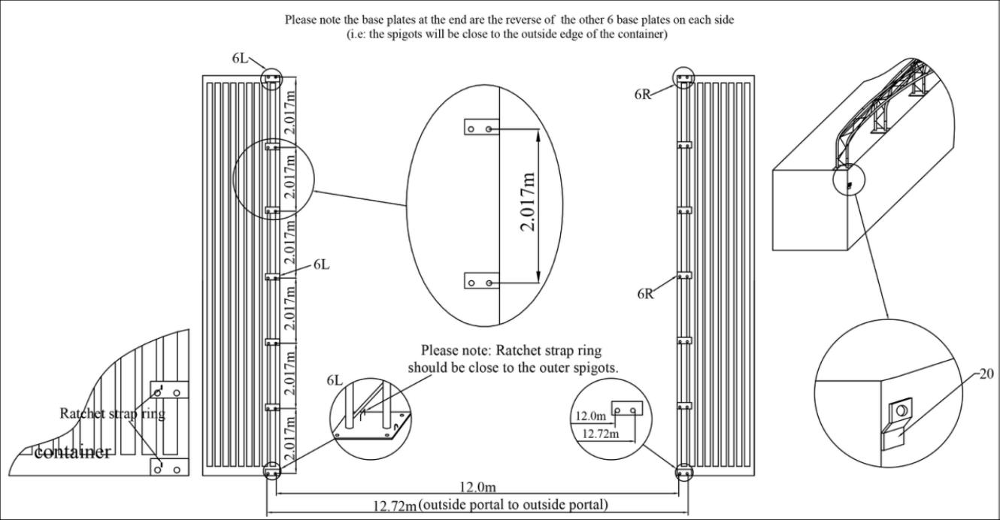 Please note the base plates at the end are the reverse of the other 6 base plates on each side
(i.e: the spigots will be close to the outside edge of the container)
6L
6R
2.017m
2.017m
2.017m
2.017m
2.017m
2.017m
2.017m
6L
6R
Please note: Ratchet strap ring
should be close to the outer spigots.
6L
12.0m
12.72m
20
Ratchet strap ring
container
12.0m
12.72m(outside portal to outside portal)